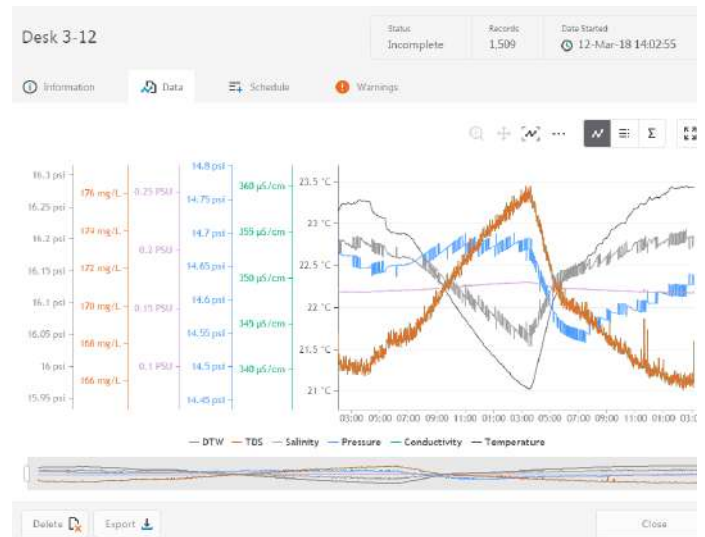 Desk 3-12
Status
Incomplete
Records
1,509
Date Started
12-Mar-18 14:02:55
Information
Data
Schedule
Warnings
16.3 psi
16.25 psi
16.2 psi
16.15 psi
16.1 psi
16.05 psi
16 psi
15.95 psi
176 mg/L
174 mg/L
172 mg/L
170 mg/L
168 mg/L
166 mg/L
0.25 PSU
0.2 PSU
0.15 PSU
0.1 PSU
14.8 psi
14.75 psi
14.7 psi
14.65 psi
14.6 psi
14.55 psi
14.5 psi
14.45 psi
360 µS/cm
355 µS/cm
350 µS/cm
345 µS/cm
340 µS/cm
23.5 °C
23 °C
22.5 °C
22 °C
21.5 °C
21 °C
03:00 05:00 07:00 09:00 11:00 01:00 03:00 05:00 07:00 09:00 11:00 01:00
DTW TDS Salinity Pressure Conductivity Temperature
Delete Export Close